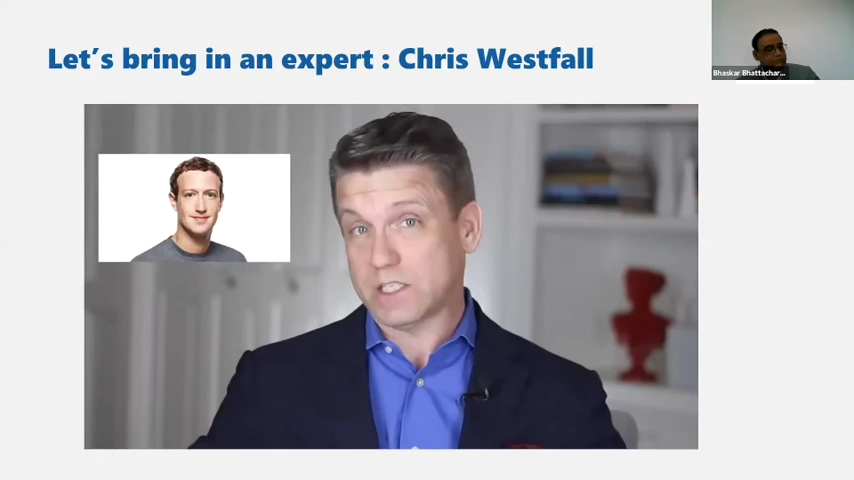 Let's bring in an expert : Chris Westfall
Bhaskar Bhattachar...